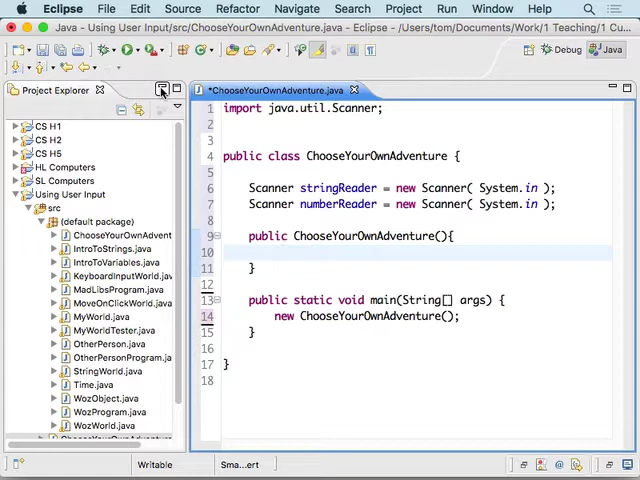 Eclipse File Edit Source Refactor Navigate Search Project Run Window Help
Java - Using User Input/src/ChooseYourOwnAdventure.java - Eclipse - /Users/tom/Documents/Work/1 Teaching/1 Cu...
Debug Java
Project Explorer
*ChooseYourOwnAdventure.java
CS H1
CS H2
CS H5
HL Computers
SL Computers
Using User Input
src
(default package)
ChooseYourOwnAdvent
IntroToStrings.java
IntroToVariables.java
KeyboardInputWorld.java
MadLibsProgram.java
MoveOnClickWorld.java
MyWorld.java
MyWorldTester.java
OtherPerson.java
OtherPersonProgram.java
StringWorld.java
Time.java
WozObject.java
WozProgram.java
WozWorld.java
1 import java.util.Scanner;
2
3
4 public class ChooseYourOwnAdventure {
5
6 Scanner stringReader = new Scanner( System.in );
7 Scanner numberReader = new Scanner( System.in );
8
9 public ChooseYourOwnAdventure(){
10
11 }
12
13 public static void main(String[] args) {
14 new ChooseYourOwnAdventure();
15 }
16
17 }
18
Writable Sma...ert